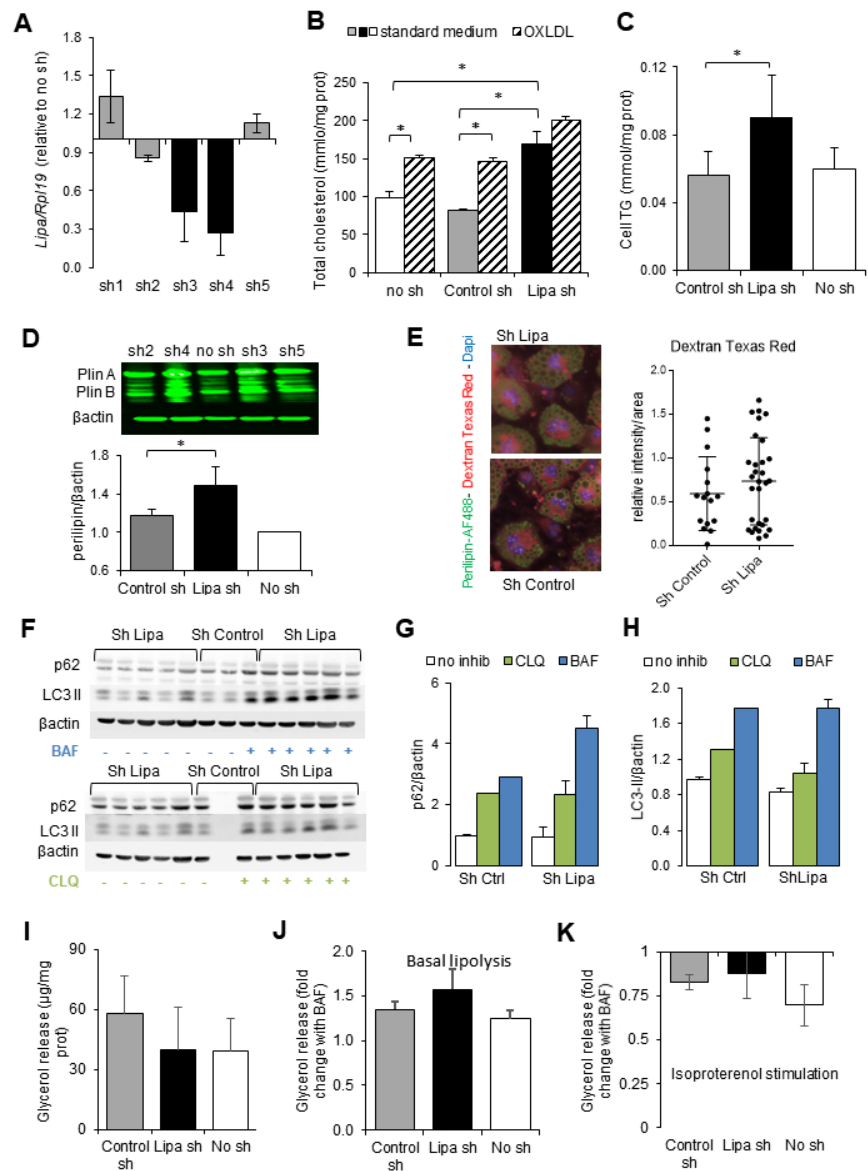 A
Lipa/Rpl19 (relative to no sh)
1.8
1.5
1.2
0.9
0.6
0.3
0.0
sh1 sh2 sh3 sh4 sh5
B
standard medium OXLDL
Total cholesterol (mmlo/mg prot)
250
200
150
100
50
0
* * * *
no sh Control sh Lipa sh
C
Cell TG (mmol/mg prot)
0.12
0.08
0.04
0.00
*
Control sh Lipa sh No sh
D
sh2 sh4 no sh sh3 sh5
Plin A
Plin B
βactin
perilipin/βactin
1.8
1.4
1.0
0.6
*
Control sh Lipa sh No sh
E
Sh Lipa
Perilipin-AF488- Dextran Texas Red - Dapi
Sh Control
Dextran Texas Red
relative intensity/area
2.0
1.5
1.0
0.5
0.0
Sh Control Sh Lipa
F
Sh Lipa Sh Control Sh Lipa
p62
LC3 II
βactin
BAF - - - - - - + + + + + +
Sh Lipa Sh Control Sh Lipa
p62
LC3 II
βactin
CLQ - - - - - - + + + + + +
G
no inhib CLQ BAF
p62/βactin
6
4
2
0
Sh Ctrl Sh Lipa
H
no inhib CLQ BAF
LC3-II/βactin
2.4
1.8
1.2
0.6
0.0
Sh Ctrl ShLipa
I
Glycerol release (µg/mg prot)
90
60
30
0
Control sh Lipa sh No sh
J
Basal lipolysis
Glycerol release (fold change with BAF)
2.0
1.5
1.0
0.5
0.0
Control sh Lipa sh No sh
K
Glycerol release (fold change with BAF)
1
0.75
0.5
0.25
0
Isoproterenol stimulation
Control sh Lipa sh No sh